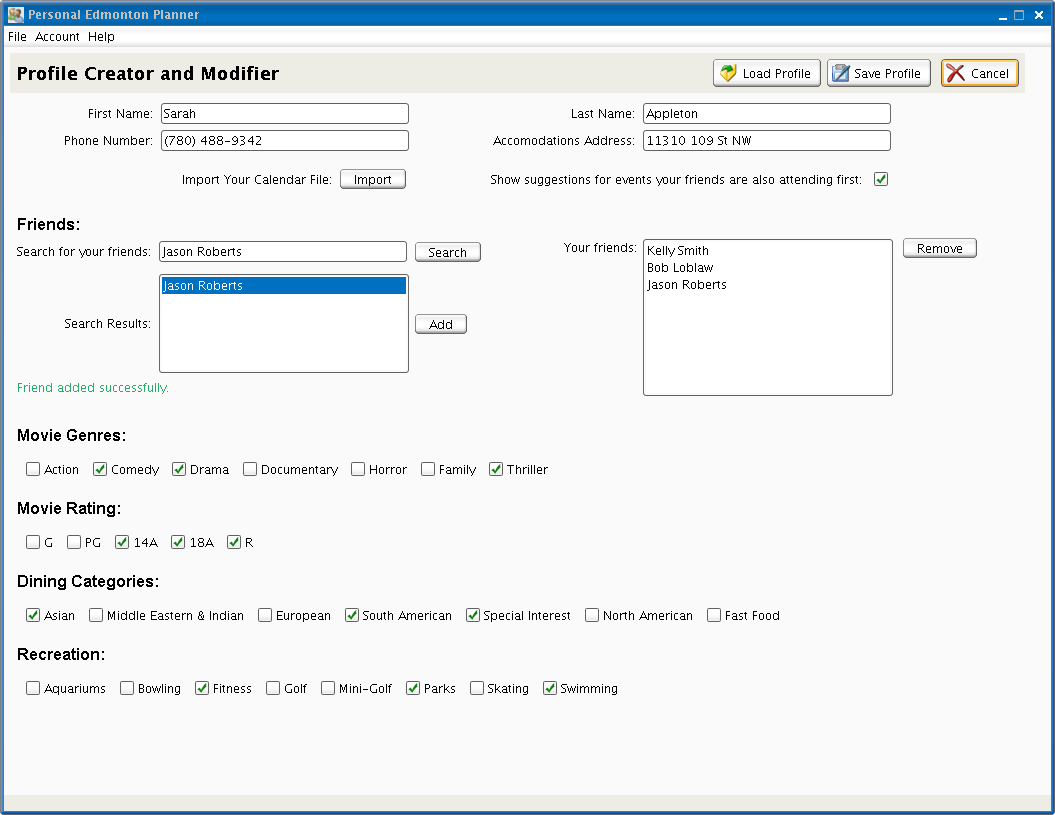 Personal Edmonton Planner
File Account Help
Profile Creator and Modifier
Load Profile
Save Profile
Cancel
First Name: Sarah
Last Name: Appleton
Phone Number: (780) 488-9342
Accomodations Address: 11310 109 St NW
Import Your Calendar File: Import
Show suggestions for events your friends are also attending first:
Friends:
Search for your friends: Jason Roberts Search
Your friends: Kelly Smith
Bob Loblaw
Jason Roberts
Remove
Jason Roberts
Search Results:
Add
Friend added successfully.
Movie Genres:
Action Comedy Drama Documentary Horror Family Thriller
Movie Rating:
G PG 14A 18A R
Dining Categories:
Asian Middle Eastern & Indian European South American Special Interest North American Fast Food
Recreation:
Aquariums Bowling Fitness Golf Mini-Golf Parks Skating Swimming